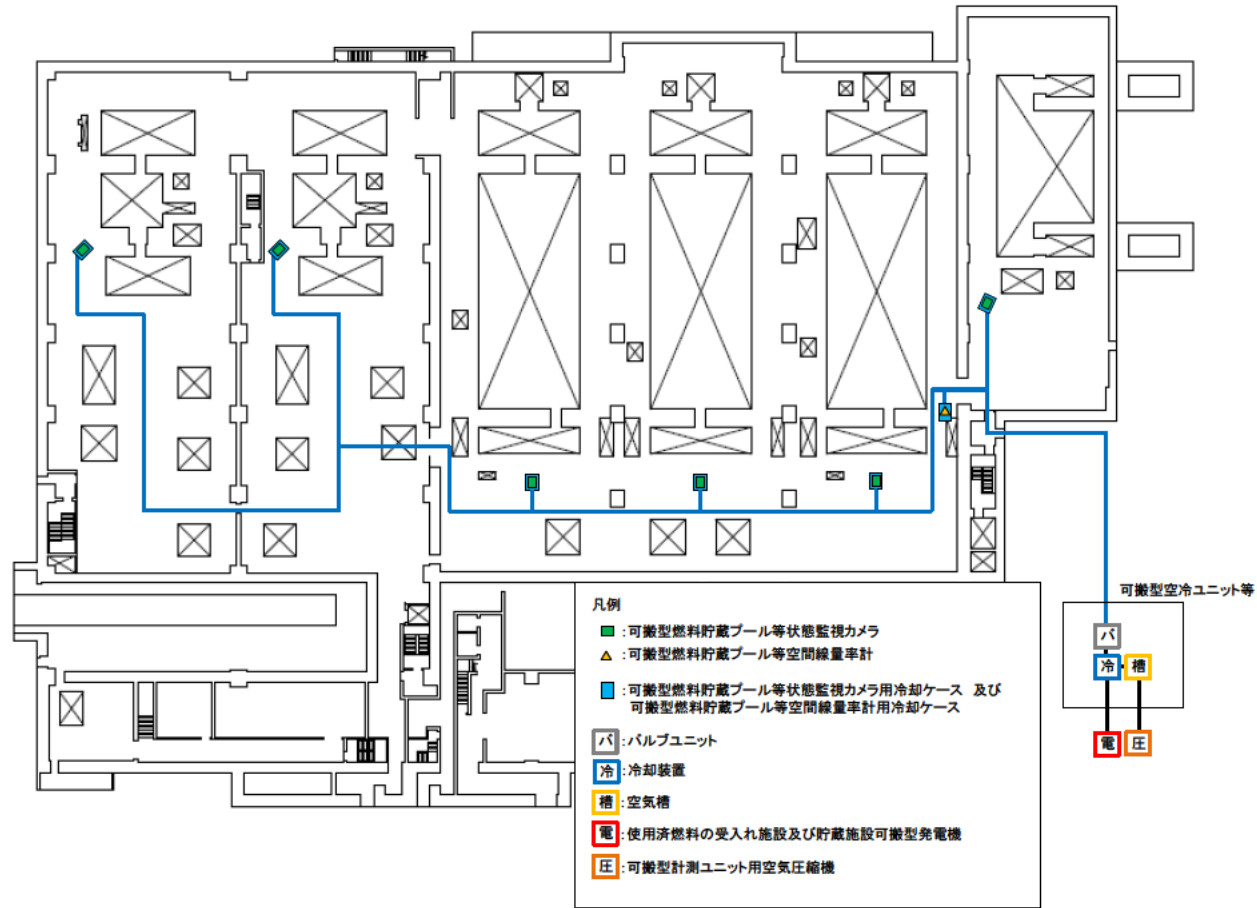 可搬型空冷ユニット等
バ
冷
槽
電
圧
凡例
:可搬型燃料貯蔵プール等状態監視カメラ
:可搬型燃料貯蔵プール等空間線量率計
:可搬型燃料貯蔵プール等状態監視カメラ用冷却ケース 及び
可搬型燃料貯蔵プール等空間線量率計用冷却ケース
バ:バルブユニット
冷:冷却装置
槽:空気槽
電:使用済燃料の受入れ施設及び貯蔵施設可搬型発電機
圧:可搬型計測ユニット用空気圧縮機